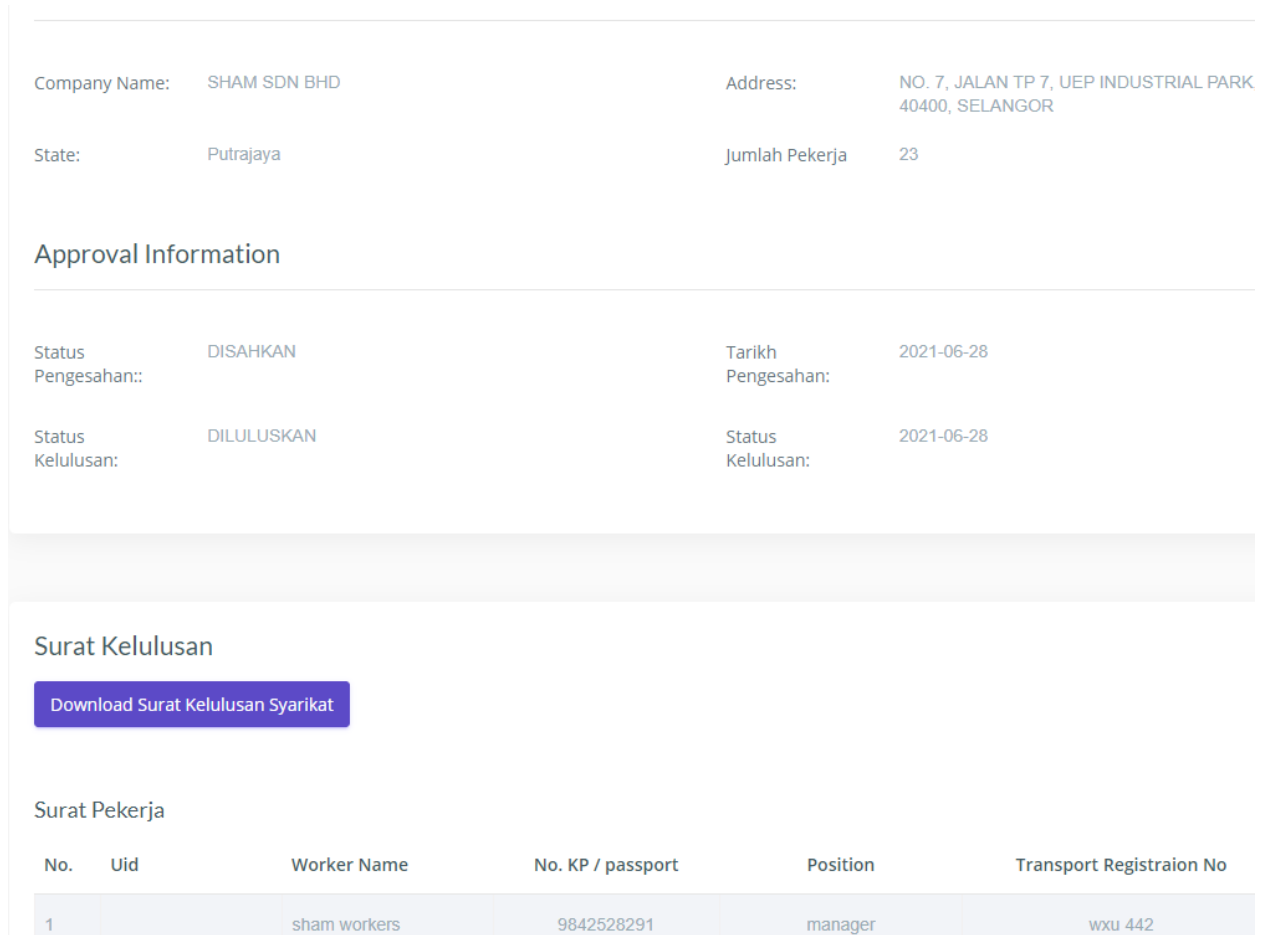 Company Name: SHAM SDN BHD Address: NO. 7, JALAN TP 7, UEP INDUSTRIAL PARK
40400, SELANGOR
State: Putrajaya Jumlah Pekerja 23
Approval Information
Status DISAHKAN Tarikh 2021-06-28
Pengesahan:: Pengesahan:
Status DILULUSKAN Status 2021-06-28
Kelulusan: Kelulusan:
Surat Kelulusan
Download Surat Kelulusan Syarikat
Surat Pekerja
No. Uid Worker Name No. KP / passport Position Transport Registraion No
1 sham workers 9842528291 manager wxu 442